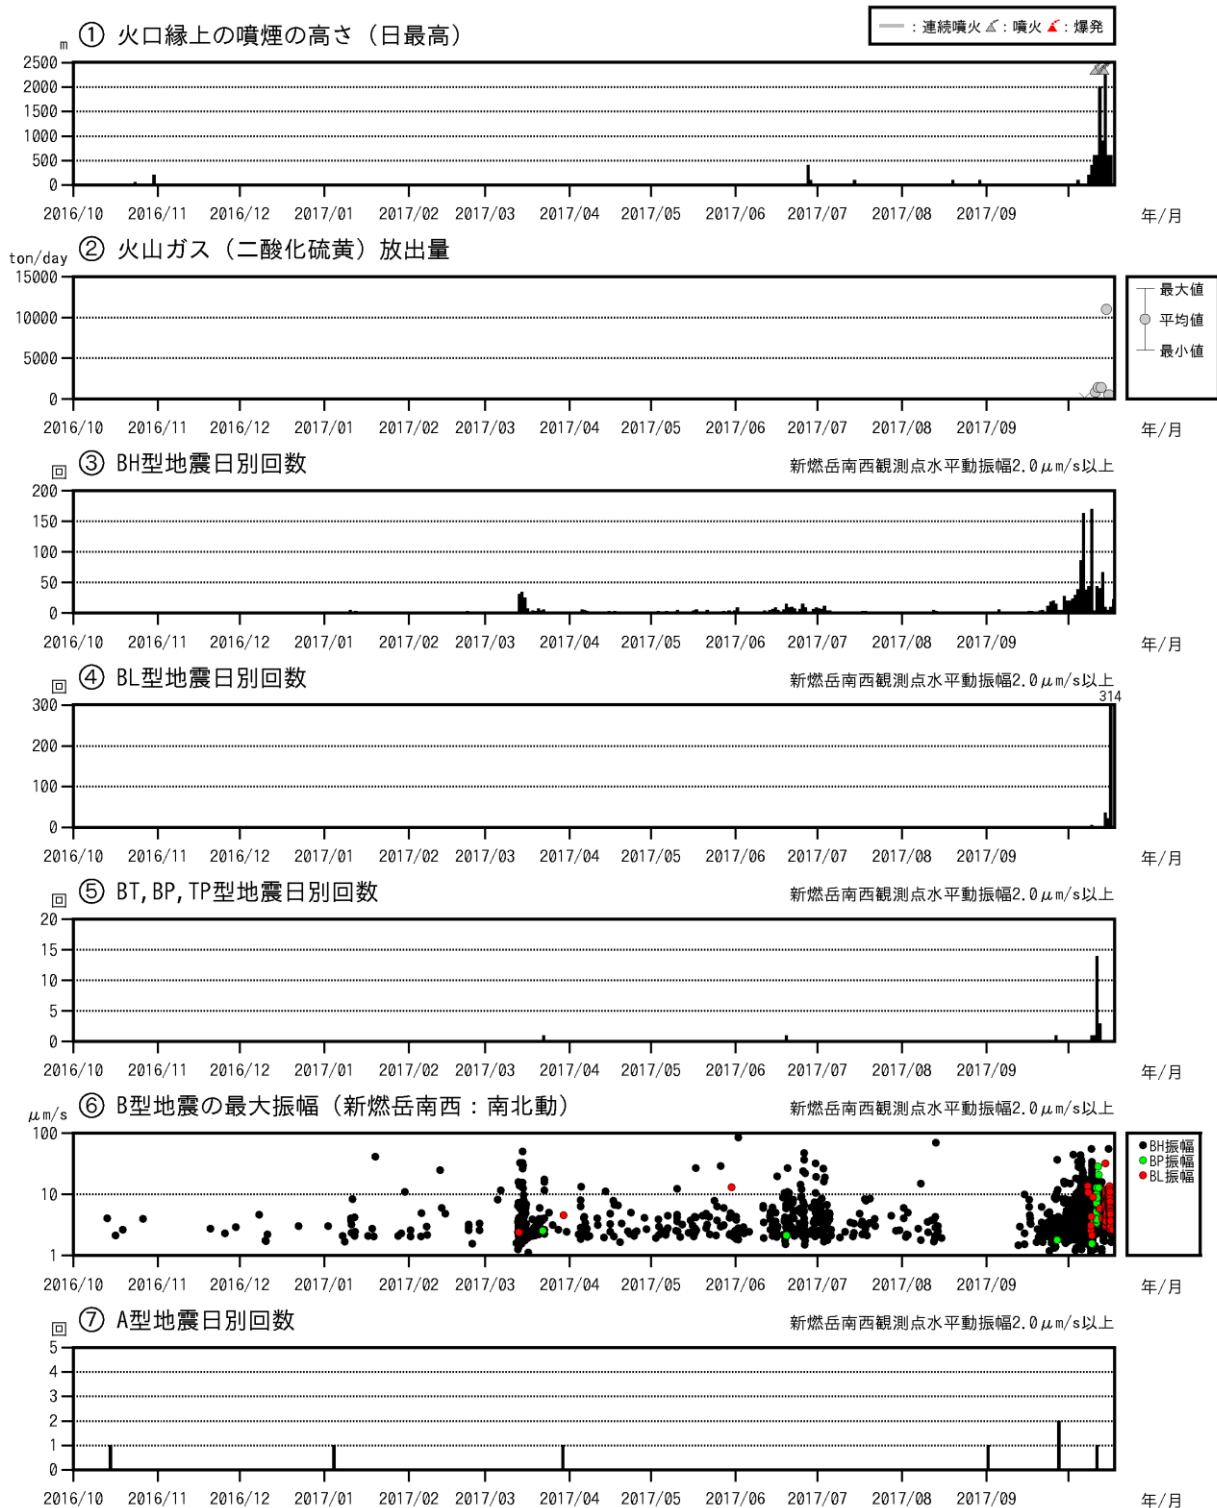 ① 火口縁上の噴煙の高さ（日最高）
━ : 連続噴火 : 噴火 : 爆発
m
2500
2000
1500
1000
500
0
2016/10 2016/11 2016/12 2017/01 2017/02 2017/03 2017/04 2017/05 2017/06 2017/07 2017/08 2017/09 年/月
② 火山ガス（二酸化硫黄）放出量
ton/day
15000
10000
5000
0
最大値
平均値
最小値
2016/10 2016/11 2016/12 2017/01 2017/02 2017/03 2017/04 2017/05 2017/06 2017/07 2017/08 2017/09 年/月
回 ③ BH型地震日別回数 新燃岳南西観測点水平動振幅2.0μm/s以上
200
150
100
50
0
2016/10 2016/11 2016/12 2017/01 2017/02 2017/03 2017/04 2017/05 2017/06 2017/07 2017/08 2017/09 年/月
回 ④ BL型地震日別回数 新燃岳南西観測点水平動振幅2.0μm/s以上
314
300
200
100
0
2016/10 2016/11 2016/12 2017/01 2017/02 2017/03 2017/04 2017/05 2017/06 2017/07 2017/08 2017/09 年/月
回 ⑤ BT,BP,TP型地震日別回数 新燃岳南西観測点水平動振幅2.0μm/s以上
20
15
10
5
0
2016/10 2016/11 2016/12 2017/01 2017/02 2017/03 2017/04 2017/05 2017/06 2017/07 2017/08 2017/09 年/月
μm/s ⑥ B型地震の最大振幅（新燃岳南西：南北動） 新燃岳南西観測点水平動振幅2.0μm/s以上
100
10
1
BH振幅
BP振幅
BL振幅
2016/10 2016/11 2016/12 2017/01 2017/02 2017/03 2017/04 2017/05 2017/06 2017/07 2017/08 2017/09 年/月
回 ⑦ A型地震日別回数 新燃岳南西観測点水平動振幅2.0μm/s以上
5
4
3
2
1
0
2016/10 2016/11 2016/12 2017/01 2017/02 2017/03 2017/04 2017/05 2017/06 2017/07 2017/08 2017/09 年/月